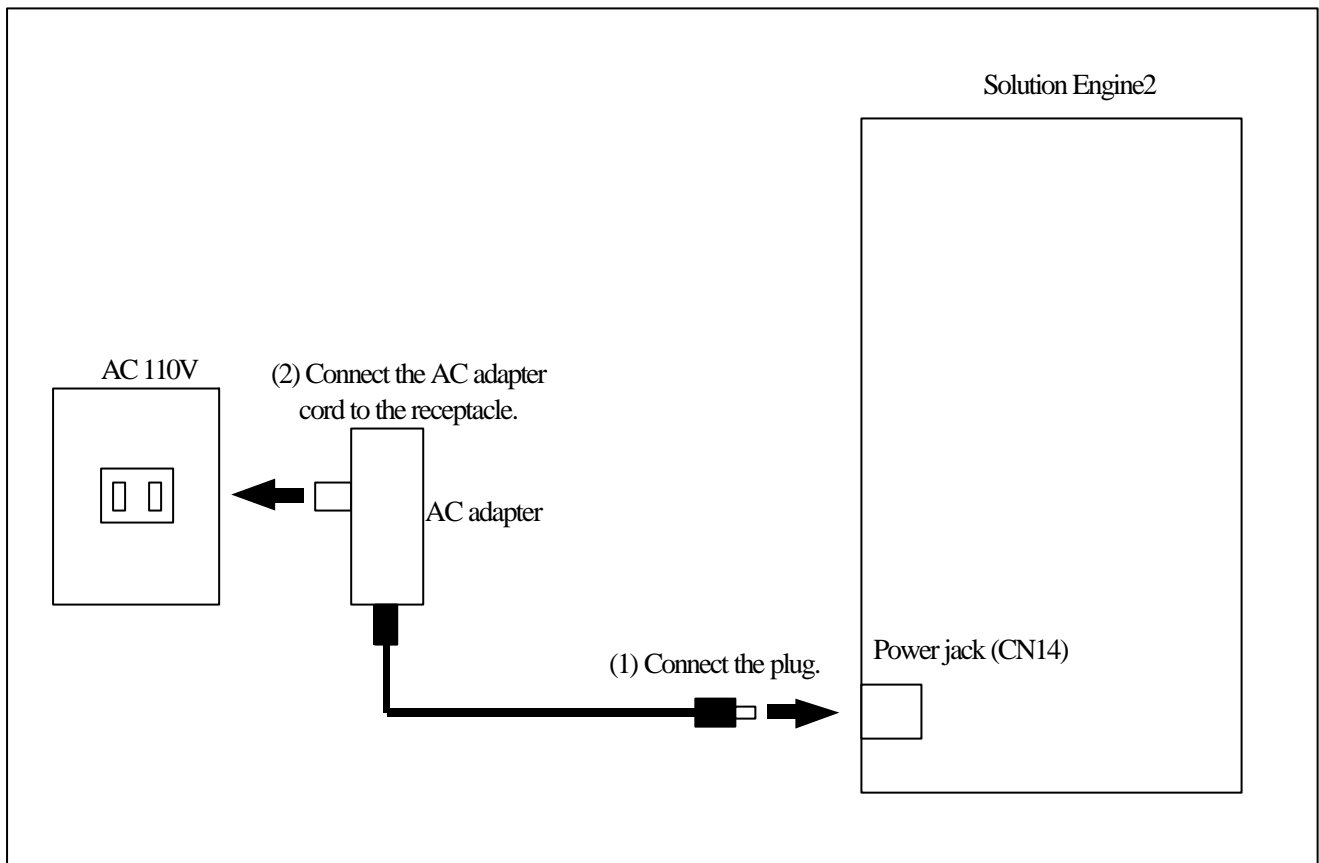 Solution Engine2
AC 110V
(2) Connect the AC adapter
cord to the receptacle.
AC adapter
(1) Connect the plug.
Power jack (CN14)